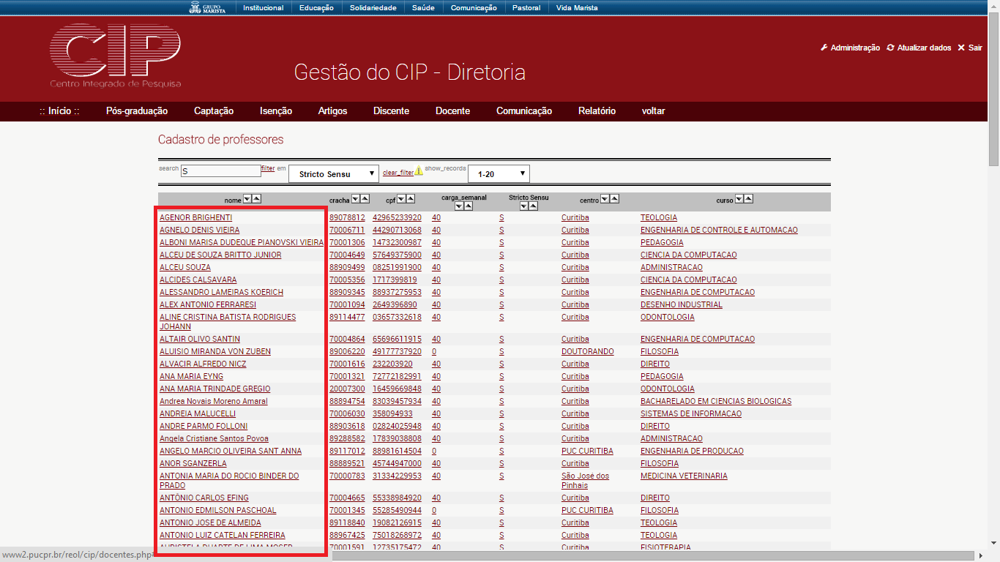 GRUPO MARISTA Institucional Educação Solidariedade Saúde Comunicação Pastoral Vida Marista
CIP
Centro Integrado de Pesquisa
Gestão do CIP - Diretoria
Administração Atualizar dados Sair
:: Início :: Pós-graduação Captação Isenção Artigos Discente Docente Comunicação Relatório voltar
Cadastro de professores
search S filter em Stricto Sensu clear_filter show_records 1-20
nome cracha cpf carga_semanal Stricto Sensu centro curso
AGENOR BRIGHENTI 89078812 42965233920 40 S Curitiba TEOLOGIA
AGNELO DENIS VIEIRA 70006711 44290713068 40 S Curitiba ENGENHARIA DE CONTROLE E AUTOMACAO
ALBONI MARISA DUDEQUE PIANOVSKI VIEIRA 70001306 14732300987 40 S Curitiba PEDAGOGIA
ALCEU DE SOUZA BRITTO JUNIOR 70004649 57649375900 40 S Curitiba CIENCIA DA COMPUTACAO
ALCEU SOUZA 88909499 08251991900 40 S Curitiba ADMINISTRACAO
ALCIDES CALSAVARA 70005356 1717399819 40 S Curitiba CIENCIA DA COMPUTACAO
ALESSANDRO LAMEIRAS KOERICH 88909345 88937275953 40 S Curitiba ENGENHARIA DE COMPUTACAO
ALEX ANTONIO FERRARESI 70001094 2649396890 40 S Curitiba DESENHO INDUSTRIAL
ALINE CRISTINA BATISTA RODRIGUES 89114477 03657332618 40 S Curitiba ODONTOLOGIA
JOHANN
ALTAIR OLIVO SANTIN 70004864 65696611915 40 S Curitiba ENGENHARIA DE COMPUTACAO
ALUISIO MIRANDA VON ZUBEN 89006220 49177737920 0 S DOUTORANDO FILOSOFIA
ALVACIR ALFREDO NICZ 70001616 232203920 40 S Curitiba DIREITO
ANA MARIA EYNG 70001321 72772182991 40 S Curitiba PEDAGOGIA
ANA MARIA TRINDADE GREGIO 20007300 16459669848 40 S Curitiba ODONTOLOGIA
Andrea Novais Moreno Amaral 88894754 83039457934 40 S Curitiba BACHARELADO EM CIENCIAS BIOLOGICAS
ANDREIA MALUCELLI 70006030 358094933 40 S Curitiba SISTEMAS DE INFORMACAO
ANDRE PARMO FOLLONI 88903618 02824025948 40 S Curitiba DIREITO
Angela Cristiane Santos Povoa 89288582 17839038808 40 S Curitiba ADMINISTRACAO
ANGELO MARCIO OLIVEIRA SANT ANNA 89117012 88981614504 0 S PUC CURITIBA ENGENHARIA DE PRODUCAO
ANOR SGANZERLA 88889521 45744947000 40 S Curitiba FILOSOFIA
ANTONIA MARIA DO ROCIO BINDER DO 70000783 31334229953 40 S São José dos MEDICINA VETERINARIA
PRADO Pinhais
ANTÔNIO CARLOS EFING 70004665 55338984920 40 S Curitiba DIREITO
ANTONIO EDMILSON PASCHOAL 70001345 55285490944 0 S PUC CURITIBA FILOSOFIA
ANTONIO JOSE DE ALMEIDA 89118840 19082126915 40 S Curitiba TEOLOGIA
ANTONIO LUIZ CATELAN FERREIRA 88967425 75018268972 40 S Curitiba TEOLOGIA
AURISTELA DUARTE DE LIMA MOSER 70001591 12735175472 40 S Curitiba FISIOTERAPIA
www2.pucpr.br/reol/cip/docentes.php